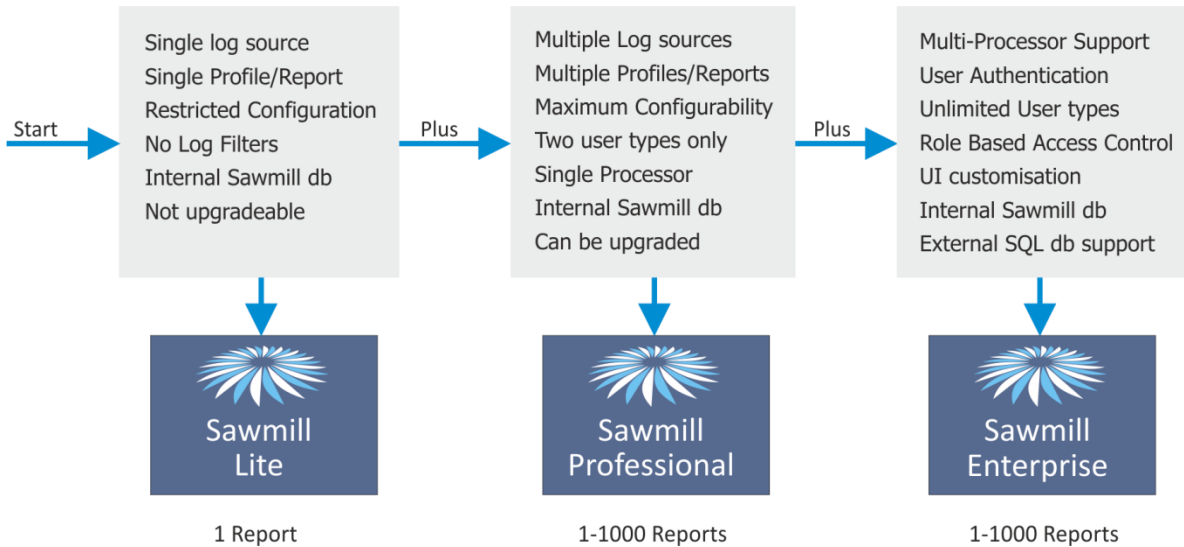 Start
Single log source
Single Profile/Report
Restricted Configuration
No Log Filters
Internal Sawmill db
Not upgradeable
Plus
Multiple Log sources
Multiple Profiles/Reports
Maximum Configurability
Two user types only
Single Processor
Internal Sawmill db
Can be upgraded
Plus
Multi-Processor Support
User Authentication
Unlimited User types
Role Based Access Control
UI customisation
Internal Sawmill db
External SQL db support
Sawmill
Lite
Sawmill
Professional
Sawmill
Enterprise
1 Report
1-1000 Reports
1-1000 Reports